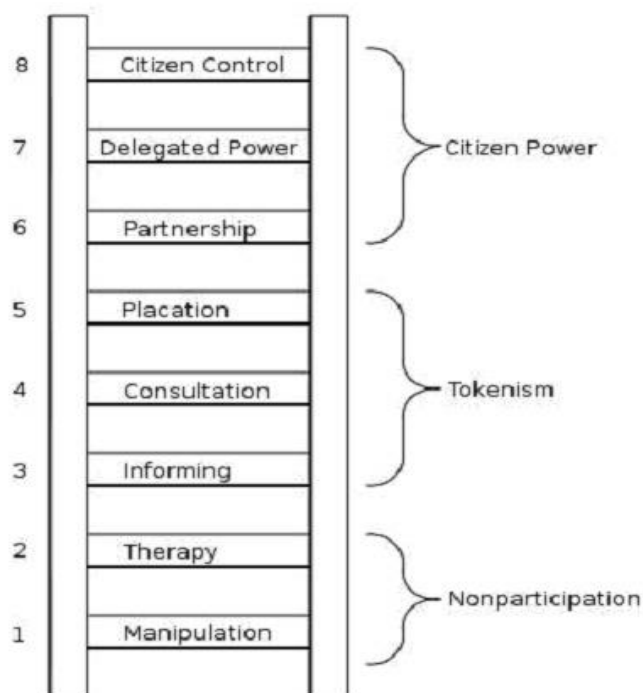 8 Citizen Control
7 Delegated Power Citizen Power
6 Partnership
5 Placation
4 Consultation Tokenism
3 Informing
2 Therapy
Nonparticipation
1 Manipulation